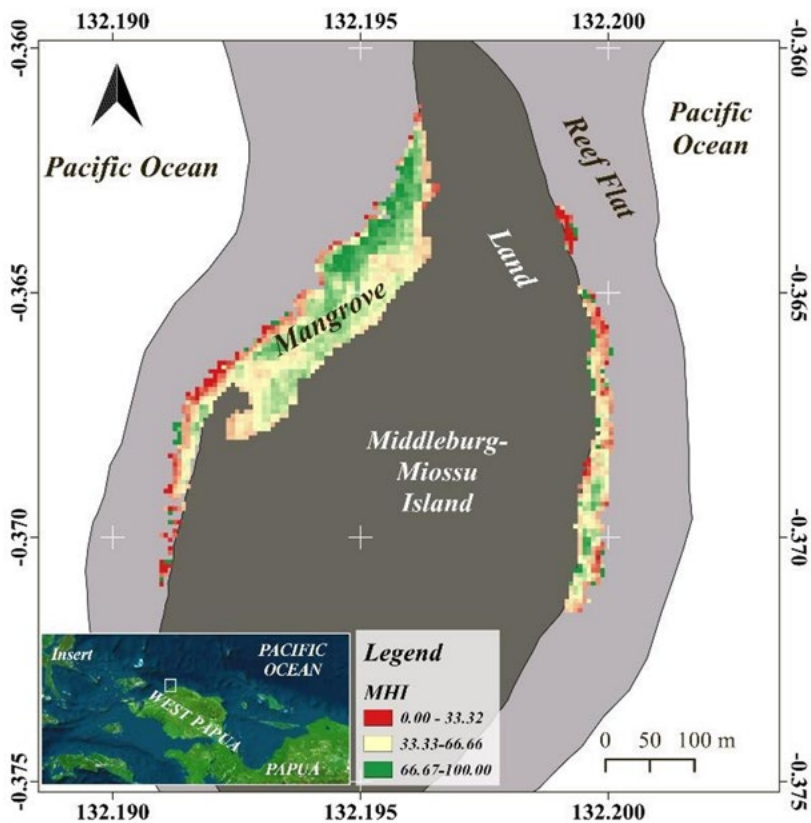 132.190
132.195
132.200
-0.360
-0.360
Pacific Ocean
Pacific
Ocean
Reef Flat
Land
-0.365
-0.365
Mangrove
Middleburg-
Miossu
Island
-0.370
-0.370
Insert
PACIFIC
OCEAN
WEST PAPUA
PAPUA
Legend
MHI
0.00 - 33.32
33.33-66.66
66.67-100.00
0 50 100 m
-0.375
-0.375
132.190
132.195
132.200